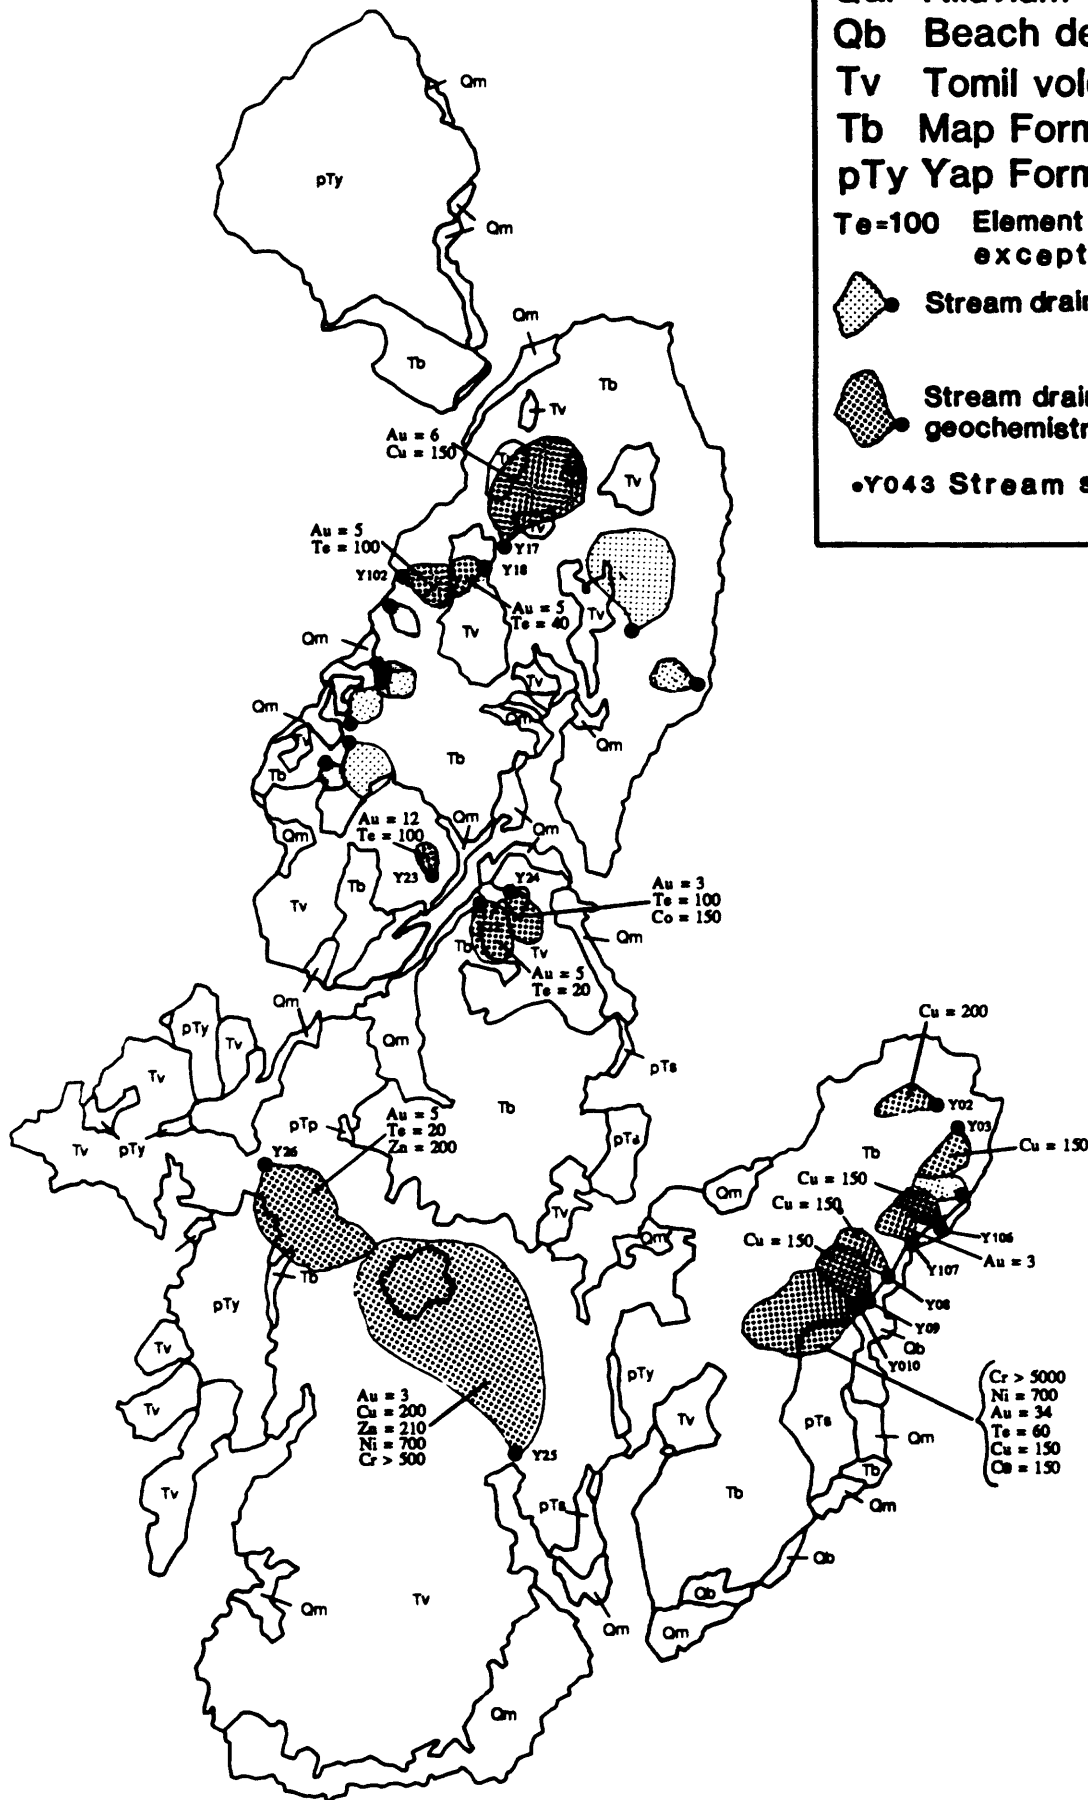 Qb Beach de
Tv Tomil vol
Tb Map Form
pTy Yap Form
Te=100 Element
except
Stream drai
Stream drai
geochemistr
•Y043 Stream s
Qm
pTy
Qm
Qm
Tb
Tb
Tv
Au = 6
Cu = 150
Tv
Tv
Y17
Au = 5
Te = 100
Y102
Y18
Au = 5
Te = 40
Tv
Tv
Qm
Tv
Qm
Qm
Qm
Tv
Tb
Tb
Qm
Au = 12
Te = 100
Qm
Qm
Y23
Tb
Tv
Y24
Au = 3
Te = 100
Co = 150
Qm
Tb
Tv
Au = 5
Te = 20
Qm
pTy
Tv
Qm
Tv
pTs
Cu = 200
Y02
Y03
Cu = 150
Tb
pTp
Au = 5
Te = 20
Zn = 200
Tb
Tv
pTy
Y26
Cu = 150
Cu = 150
Cu = 150
Qm
Qm
Tv
Y106
Au = 3
Y107
Y08
Y09
Qb
Y010
Tb
pTy
Tv
Tv
Tv
Au = 3
Cu = 200
Zn = 210
Ni = 700
Cr > 500
Y25
pTy
Tv
pTs
Cr > 5000
Ni = 700
Au = 34
Te = 60
Cu = 150
Qm
Tb
Qm
Tb
pTs
Qb
Qb
Qm
Qm
Tv
Qm
Qm